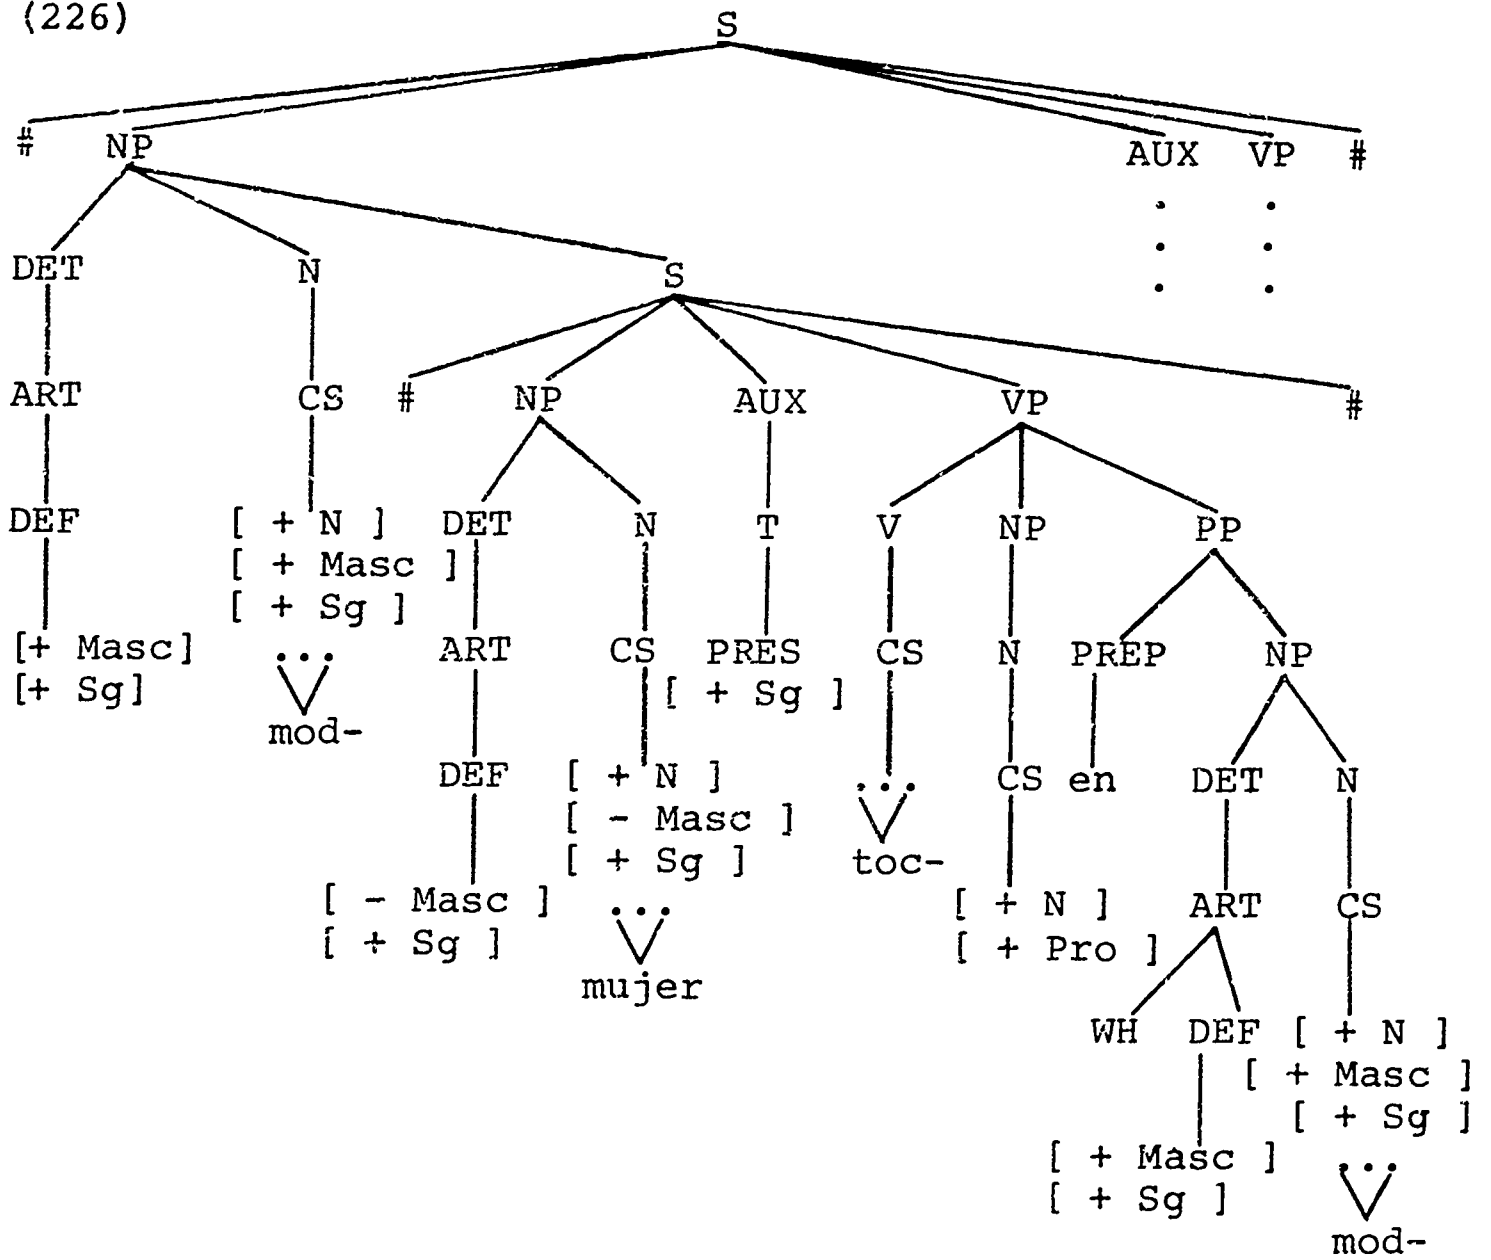 (226)
S
# NP AUX VP #
DET N S
ART CS # NP AUX VP #
DEF [ + N ] DET N T V NP PP
[ + Masc ]
[ + Sg ]
[+ Masc] ART CS PRES CS N PREP NP
[+ Sg] [ + Sg ]
mod-
DEF [ + N ] CS en DET N
[ - Masc ]
[ + Sg ] toc-
[ - Masc ] [ + N ] ART CS
[ + Sg ] [ + Pro ]
mujer
WH DEF [ + N ]
[ + Masc ]
[ + Sg ]
[ + Masc ]
[ + Sg ]
mod-